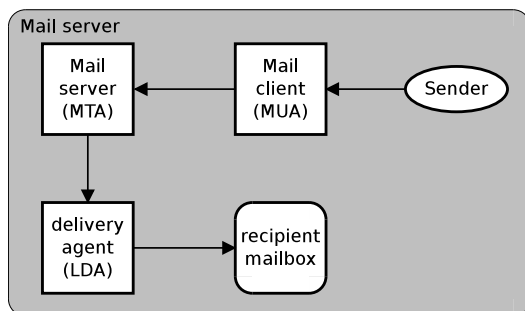 Mail server
Mail
server
(MTA)
Mail
client
(MUA)
Sender
delivery
agent
(LDA)
recipient
mailbox